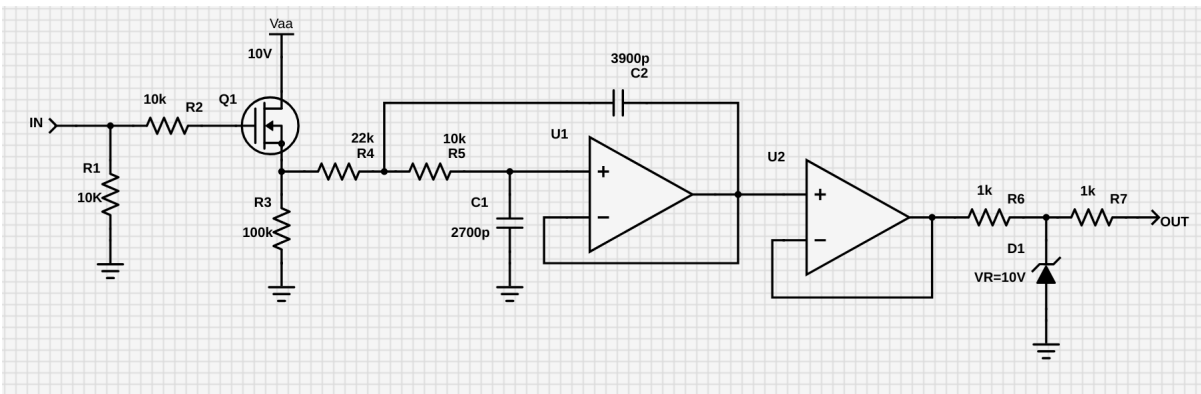 Vaa
10V
3900p
C2
10k
R2
Q1
IN
22k
R4
10k
R5
U1
U2
R1
10K
R3
100k
C1
2700p
+
−
+
−
1k
R6
1k
R7
OUT
D1
VR=10V